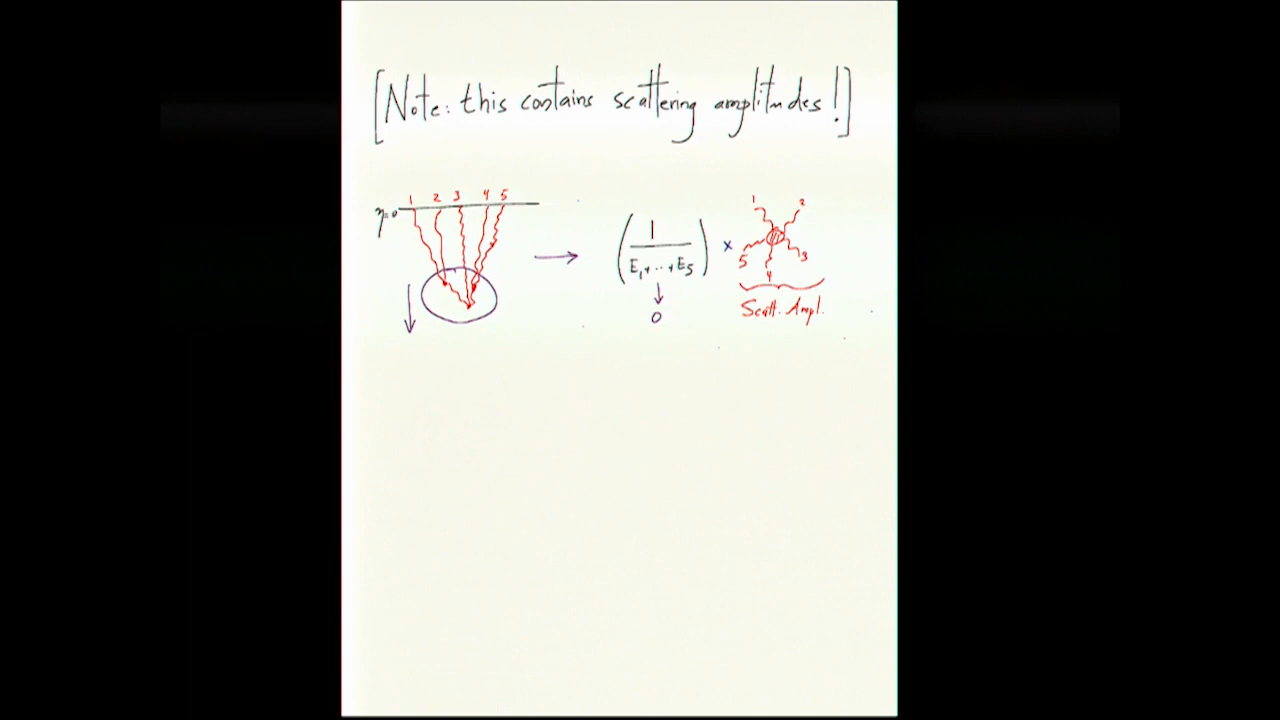 [Note: this contains scattering amplitudes!]
1 2 3 4 5
η=0
(1 / E₁+...+E₅) ×
↓
0
1 2
5 4 3
Scatt. Ampl.